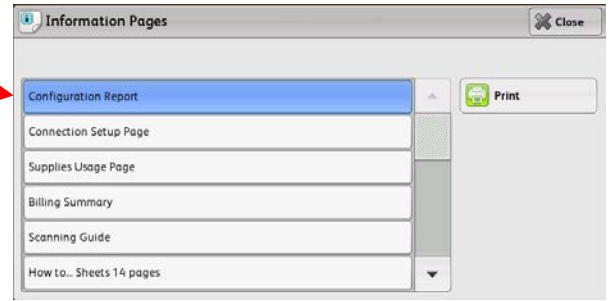 Information Pages
Close
Configuration Report
Print
Connection Setup Page
Supplies Usage Page
Billing Summary
Scanning Guide
How to... Sheets 14 pages